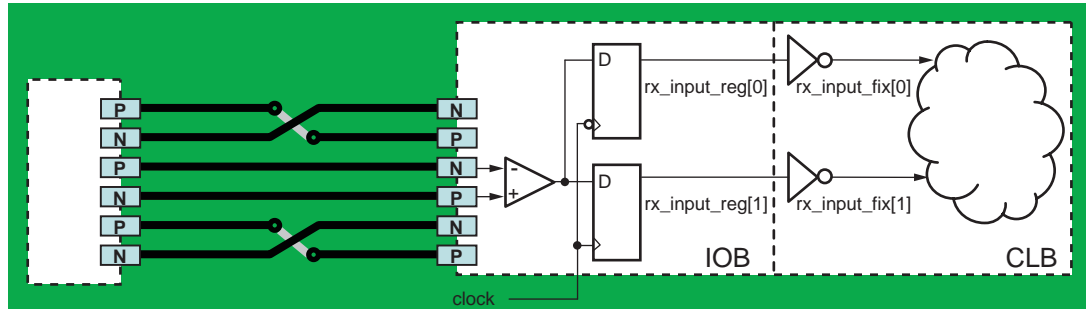 D
rx_input_reg[0]
rx_input_fix[0]
P
N
N
P
P
N
-
N
P
+
D
rx_input_reg[1]
rx_input_fix[1]
P
N
N
P
IOB
CLB
clock